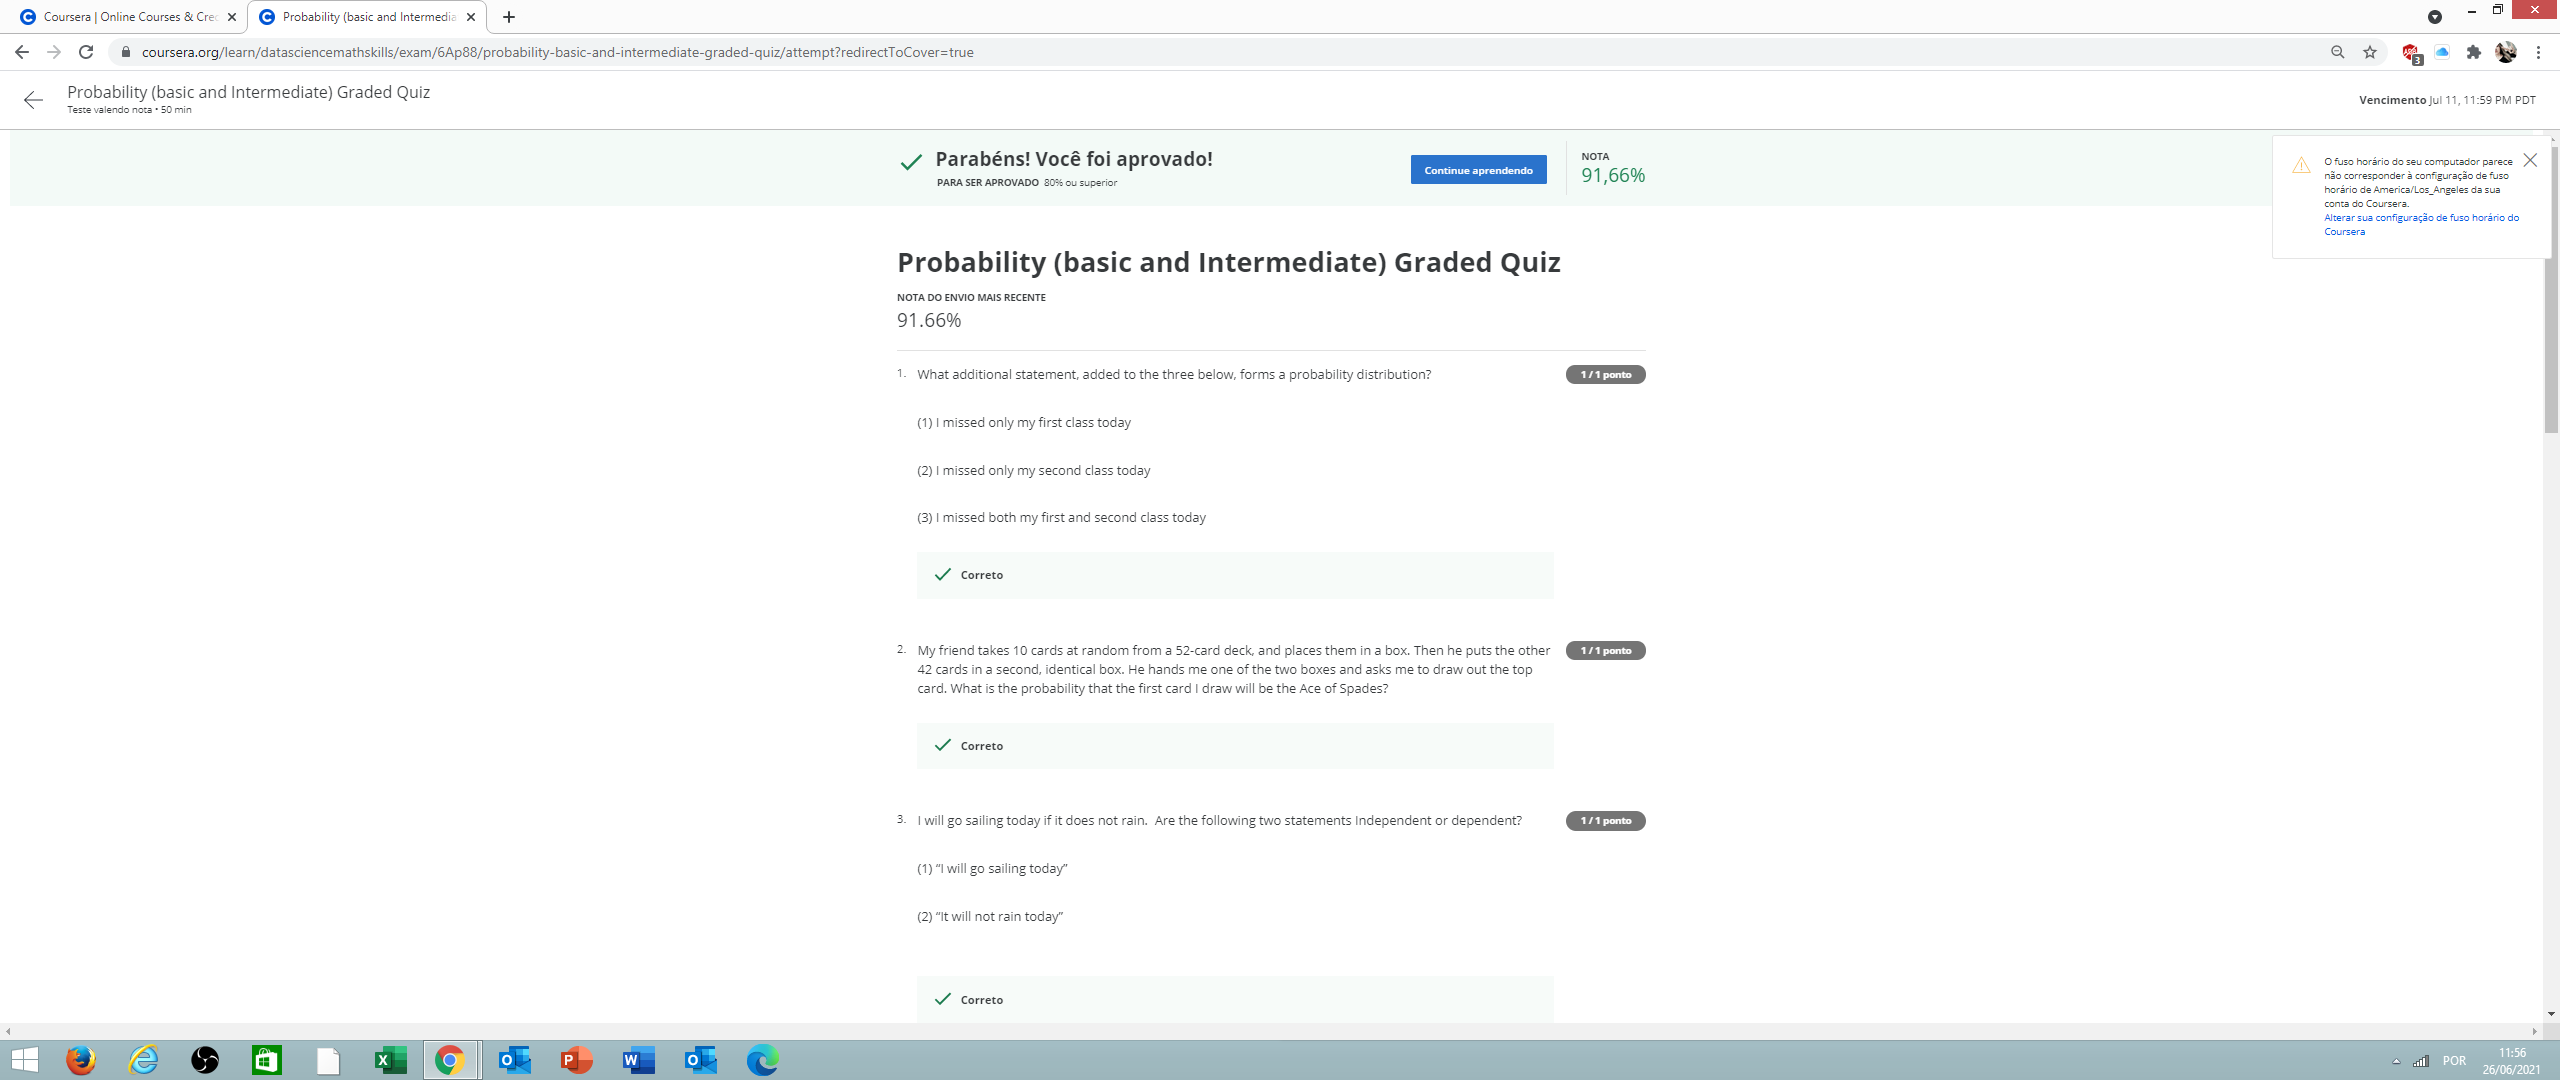 Coursera | Online Courses & Cre
Probability (basic and Intermedia
coursera.org/learn/datasciencemathskills/exam/6Ap88/probability-basic-and-intermediate-graded-quiz/attempt?redirectToCover=true
3
Probability (basic and Intermediate) Graded Quiz
Teste valendo nota • 50 min
Vencimento Jul 11, 11:59 PM PDT
Parabéns! Você foi aprovado!
PARA SER APROVADO 80% ou superior
Continue aprendendo
NOTA
91,66%
O fuso horário do seu computador parece
não corresponder à configuração de fuso
horário de America/Los_Angeles da sua
conta do Coursera.
Alterar sua configuração de fuso horário do
Coursera
Probability (basic and Intermediate) Graded Quiz
NOTA DO ENVIO MAIS RECENTE
91.66%
1. What additional statement, added to the three below, forms a probability distribution?
1 / 1 ponto
(1) I missed only my first class today
(2) I missed only my second class today
(3) I missed both my first and second class today
Correto
2. My friend takes 10 cards at random from a 52-card deck, and places them in a box. Then he puts the other
42 cards in a second, identical box. He hands me one of the two boxes and asks me to draw out the top
card. What is the probability that the first card I draw will be the Ace of Spades?
1 / 1 ponto
Correto
3. I will go sailing today if it does not rain. Are the following two statements Independent or dependent?
1 / 1 ponto
(1) “I will go sailing today”
(2) “It will not rain today”
Correto
POR
11:56
26/06/2021